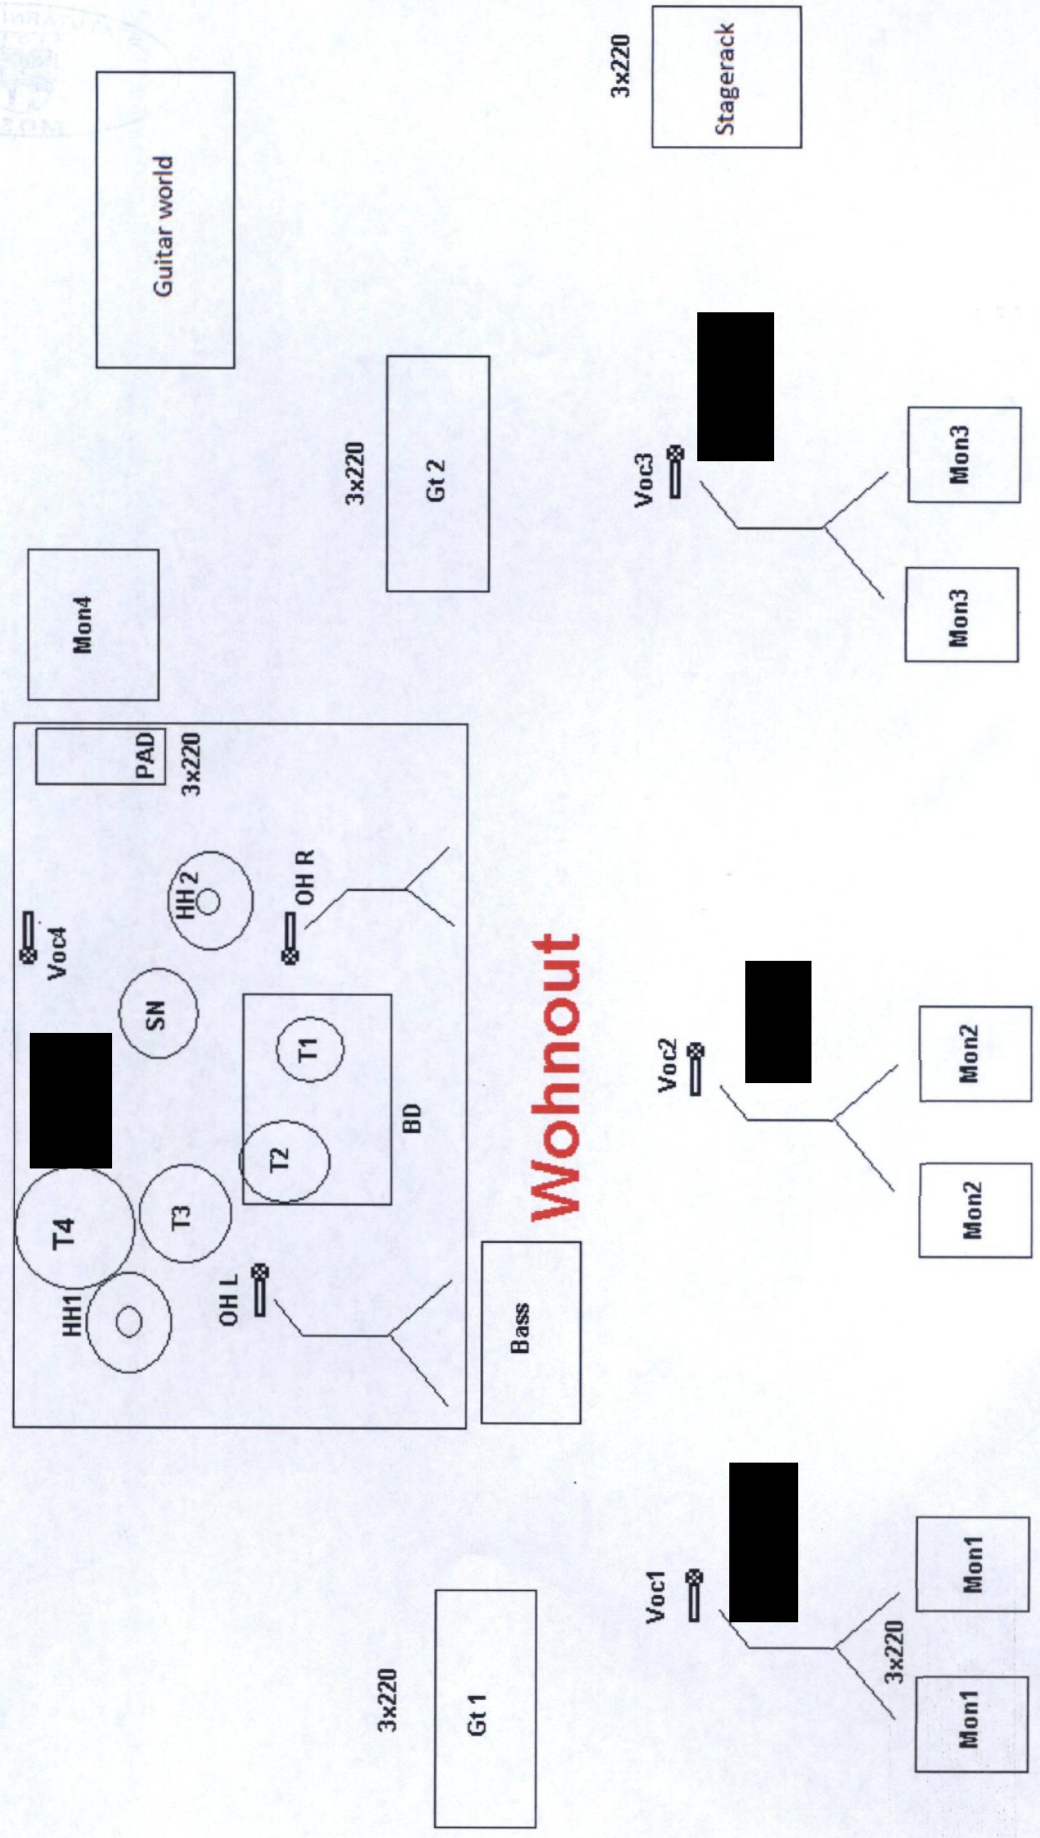 HH1
T4
Voc4
Mon4
PAD
T3
SN
HH 2
3x220
Guitar world
OH L
T2
T1
OH R
BD
3x220
Gt 1
3x220
Gt 2
Bass
Wohnout
Voc1
Voc2
Voc3
3x220
Stagerack
3x220
Mon1
Mon1
Mon2
Mon2
Mon3
Mon3